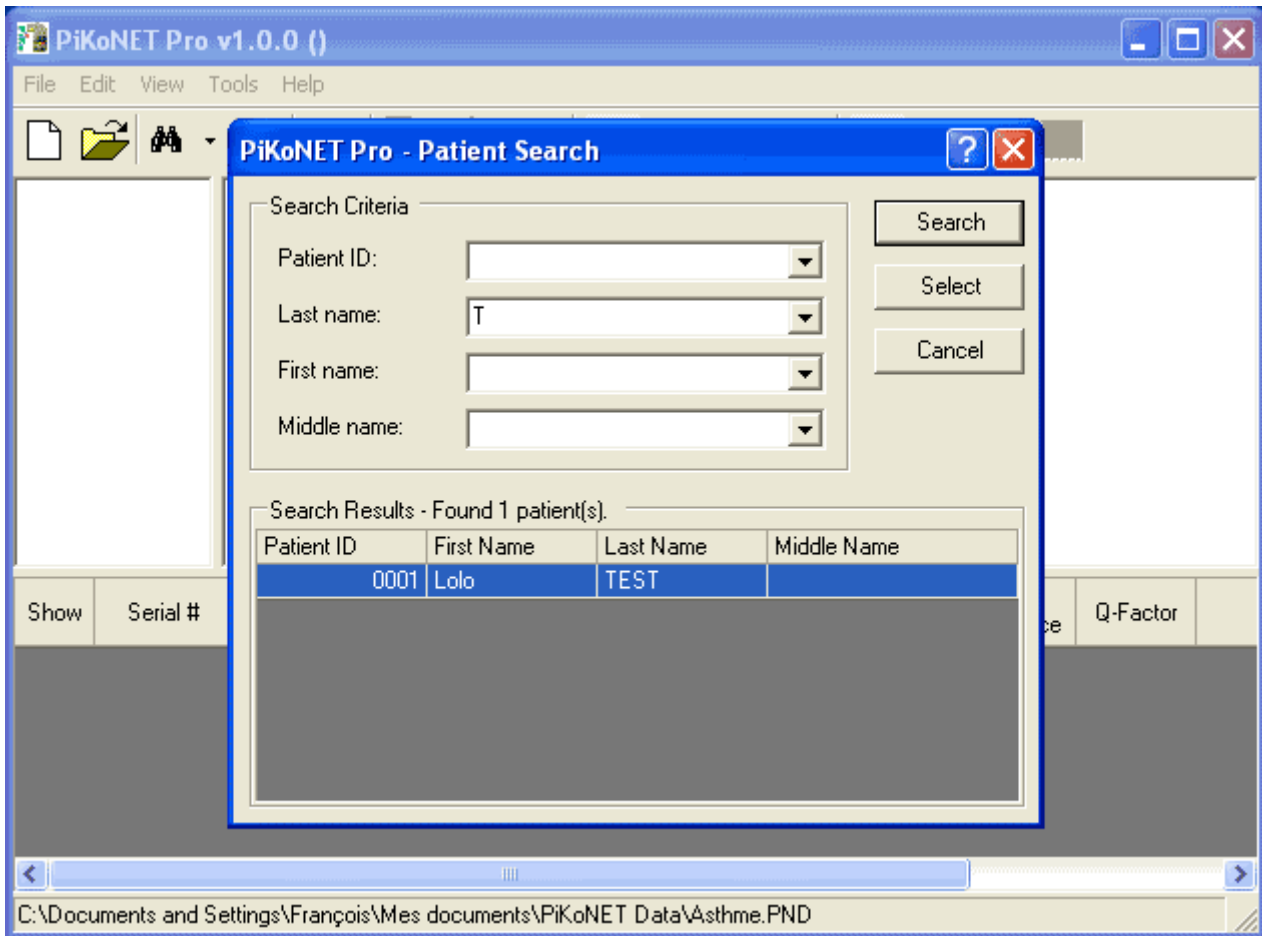 PiKoNET Pro v1.0.0 ()
File Edit View Tools Help
PiKoNET Pro - Patient Search
Search Criteria
Patient ID:
Last name: T
First name:
Middle name:
Search
Select
Cancel
Search Results - Found 1 patient(s).
Patient ID First Name Last Name Middle Name
0001 Lolo TEST
Show Serial # Q-Factor
C:\Documents and Settings\François\Mes documents\PiKoNET Data\Asthme.PND